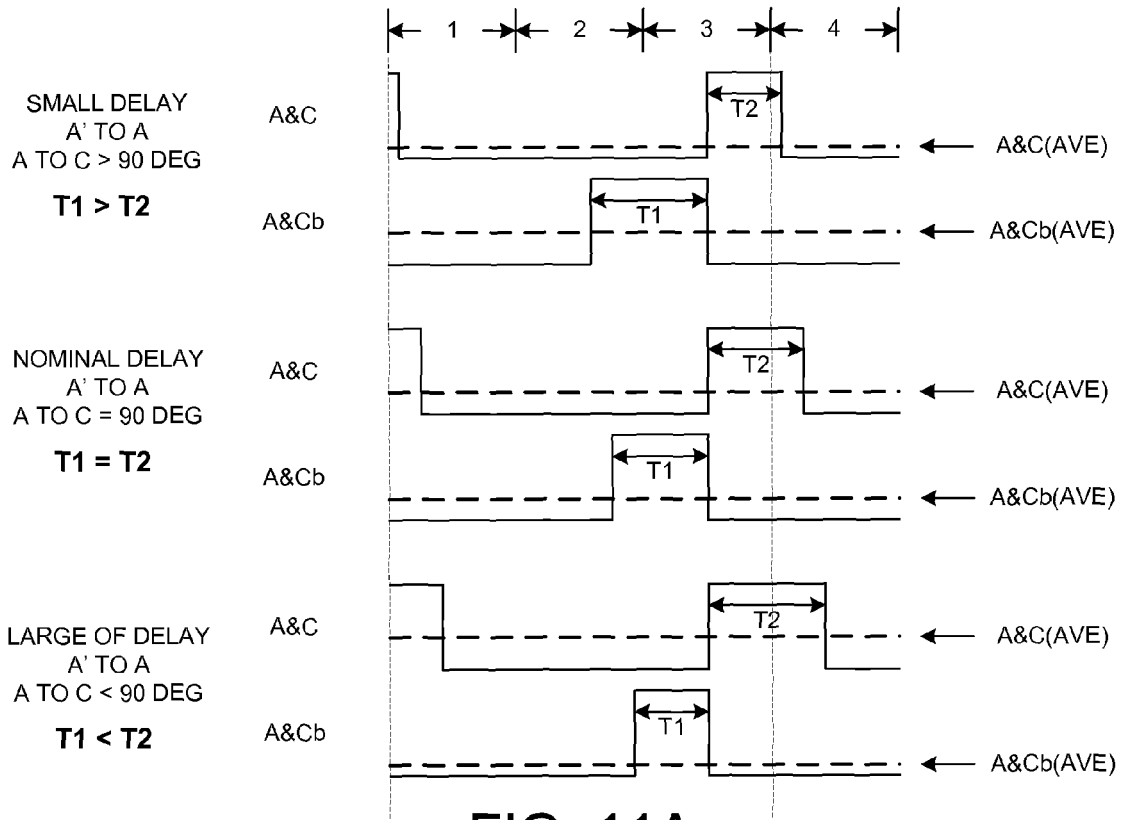 1 2 3 4
SMALL DELAY
A' TO A
A TO C > 90 DEG
T1 > T2
A&C
T2
A&C(AVE)
A&Cb
T1
A&Cb(AVE)
NOMINAL DELAY
A' TO A
A TO C = 90 DEG
T1 = T2
A&C
T2
A&C(AVE)
A&Cb
T1
A&Cb(AVE)
LARGE OF DELAY
A' TO A
A TO C < 90 DEG
T1 < T2
A&C
T2
A&C(AVE)
A&Cb
T1
A&Cb(AVE)
FIG. 11A